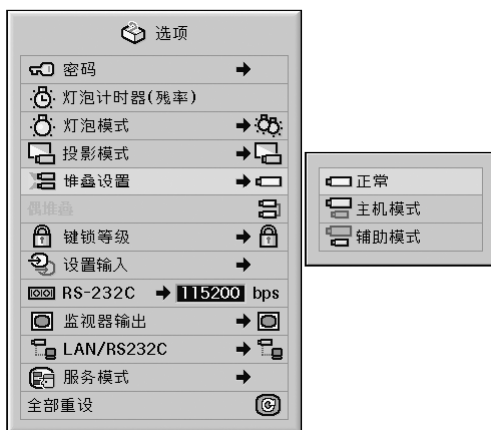 选项
密码
灯泡计时器(残率)
灯泡模式
投影模式
堆叠设置
偶堆叠
键锁等级
设置输入
RS-232C 115200 bps
监视器输出
LAN/RS232C
服务模式
全部重设
正常
主机模式
辅助模式